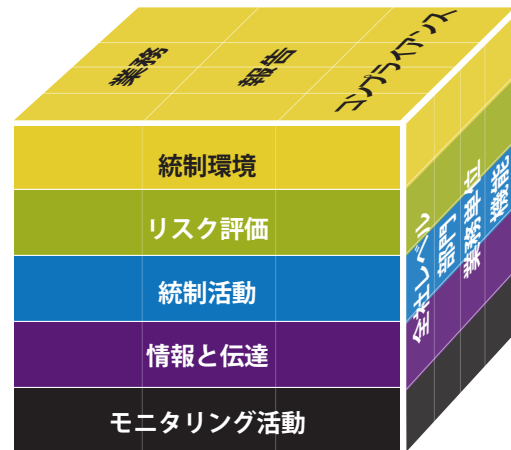 業務
報告
コンプライアンス
統制環境
リスク評価
統制活動
情報と伝達
モニタリング活動
全社レベル
部門
業務単位
機能